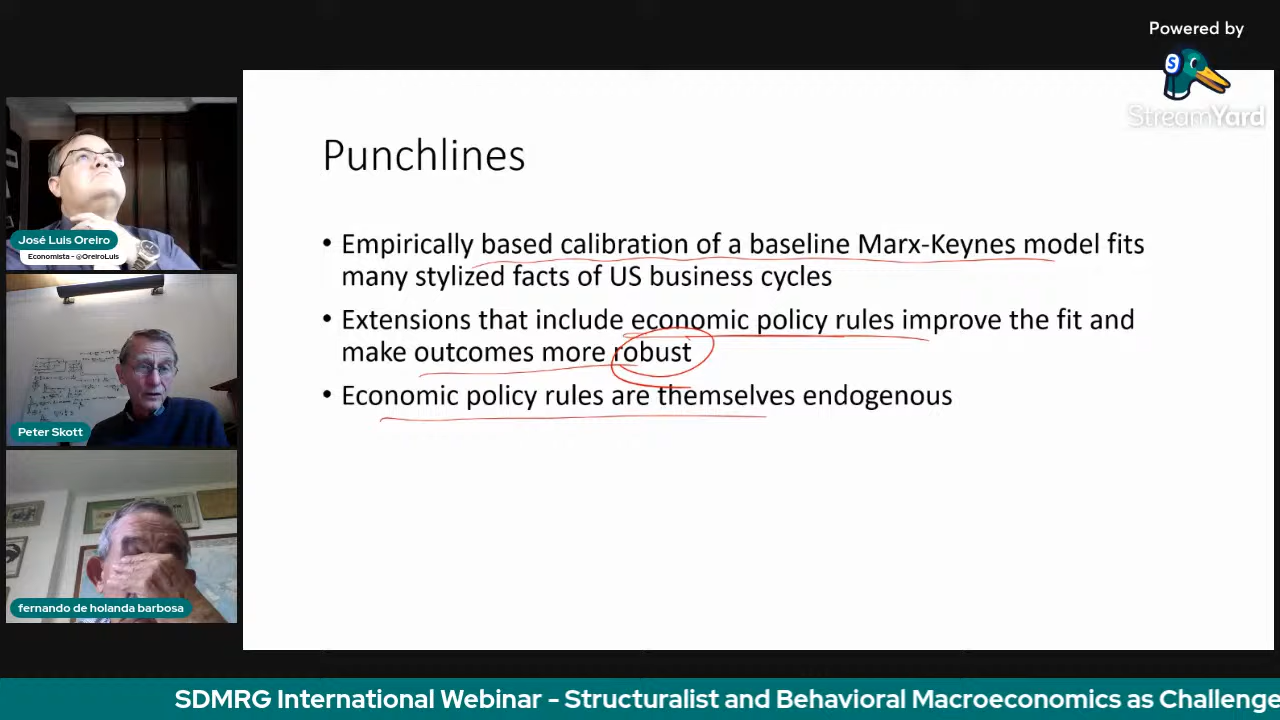 Powered by
S
StreamYard
Punchlines
• Empirically based calibration of a baseline Marx-Keynes model fits
many stylized facts of US business cycles
• Extensions that include economic policy rules improve the fit and
make outcomes more robust
• Economic policy rules are themselves endogenous
José Luis Oreiro
Economista - @OreiroLuis
Peter Skott
fernando de holanda barbosa
SDMRG International Webinar - Structuralist and Behavioral Macroeconomics as Challenge